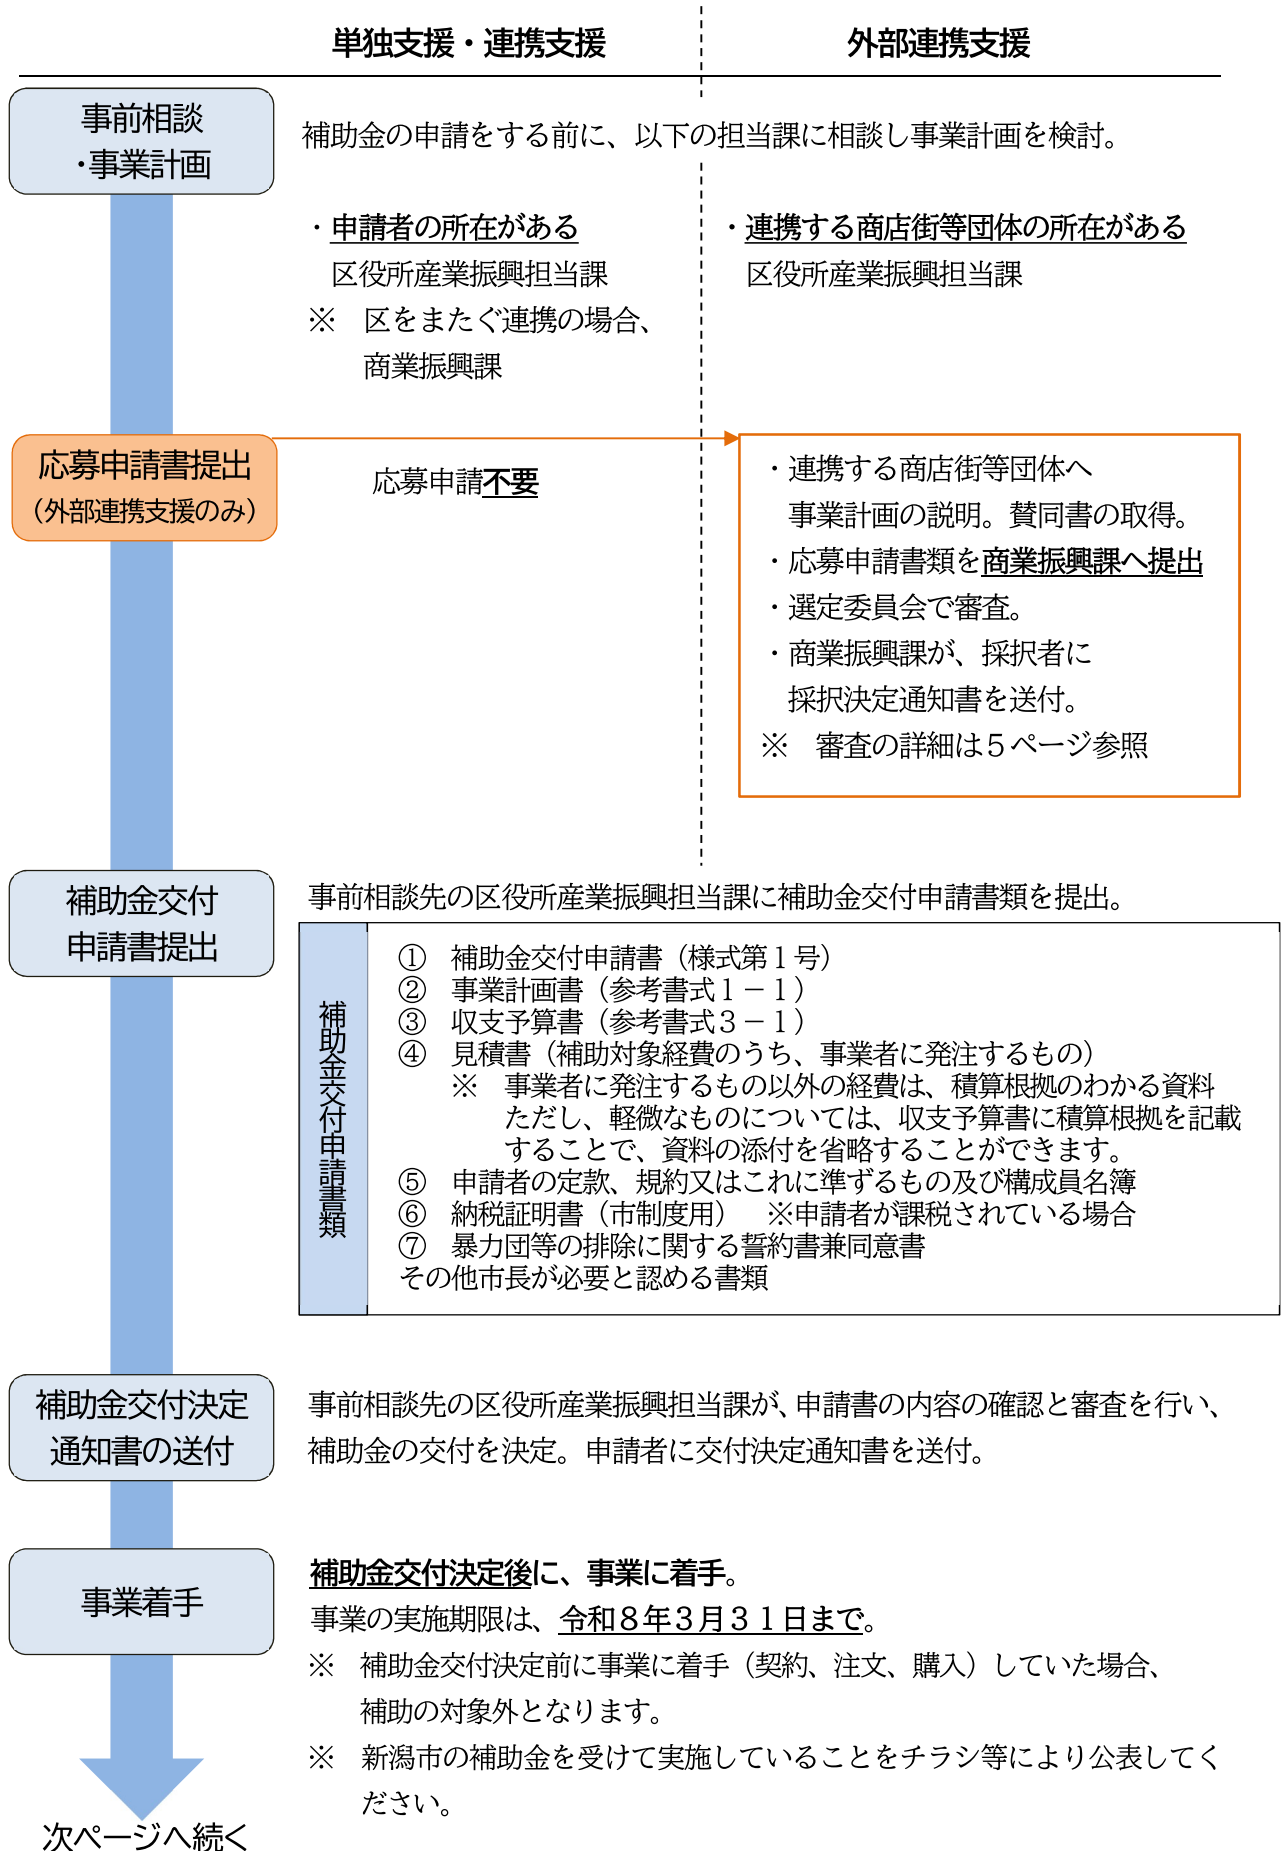 単独支援・連携支援
外部連携支援
事前相談
・事業計画
補助金の申請をする前に、以下の担当課に相談し事業計画を検討。
・申請者の所在がある
区役所産業振興担当課
※　区をまたぐ連携の場合、
商業振興課
・連携する商店街等団体の所在がある
区役所産業振興担当課
応募申請書提出
（外部連携支援のみ）
応募申請不要
・連携する商店街等団体へ
事業計画の説明。賛同書の取得。
・応募申請書類を商業振興課へ提出
・選定委員会で審査。
・商業振興課が、採択者に
採択決定通知書を送付。
※　審査の詳細は５ページ参照
補助金交付
申請書提出
事前相談先の区役所産業振興担当課に補助金交付申請書類を提出。
補助金交付申請書類
①　補助金交付申請書（様式第１号）
②　事業計画書（参考書式１－１）
③　収支予算書（参考書式３－１）
④　見積書（補助対象経費のうち、事業者に発注するもの）
※　事業者に発注するもの以外の経費は、積算根拠のわかる資料
ただし、軽微なものについては、収支予算書に積算根拠を記載
することで、資料の添付を省略することができます。
⑤　申請者の定款、規約又はこれに準ずるもの及び構成員名簿
⑥　納税証明書（市制度用）　※申請者が課税されている場合
⑦　暴力団等の排除に関する誓約書兼同意書
その他市長が必要と認める書類
補助金交付決定
通知書の送付
事前相談先の区役所産業振興担当課が、申請書の内容の確認と審査を行い、
補助金の交付を決定。申請者に交付決定通知書を送付。
事業着手
補助金交付決定後に、事業に着手。
事業の実施期限は、令和８年３月３１日まで。
※　補助金交付決定前に事業に着手（契約、注文、購入）していた場合、
補助の対象外となります。
※　新潟市の補助金を受けて実施していることをチラシ等により公表してく
ださい。
次ページへ続く